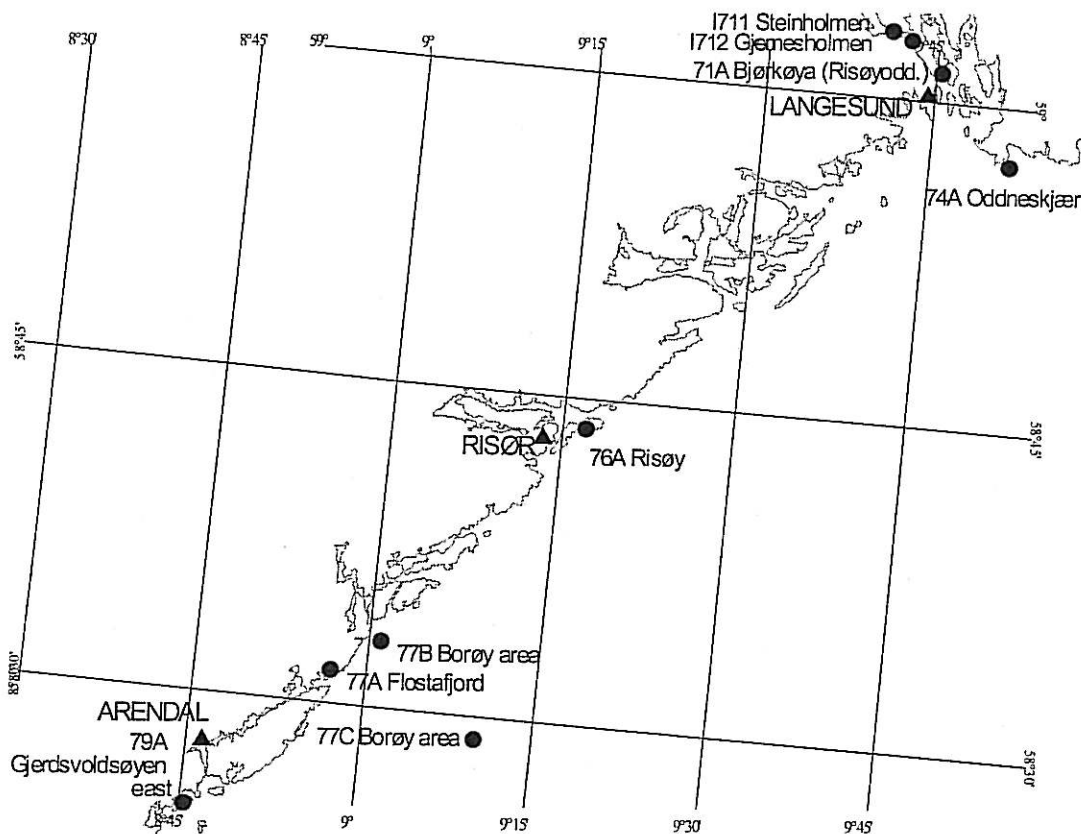 8°30'
8°45'
59°
9°
9°15'
I711 Steinholmen
I712 Gjemesholmen
45'
71A Bjørkøya (Risøyodd.)
LANGESUND
59°
74A Oddneskjær
58°45'
RISØR
76A Risøy
58°45'
77B Borøy area
77A Flostafjord
ARENDAL
79A
77C Borøy area
Gjerdsvoldsøyen
east
8°45'
9°
9°15'
9°30'
9°45'
58°30'